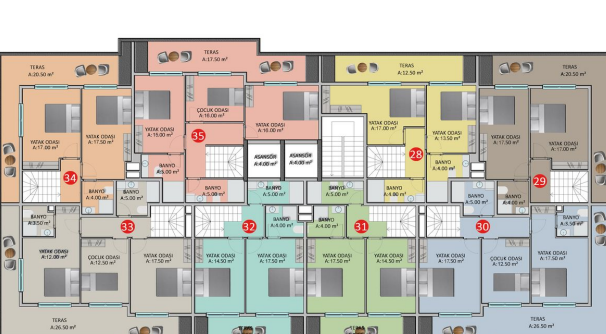 TERAS
A:20.50 m²
TERAS
A:17.50 m²
TERAS
A:12.50 m²
TERAS
A:20.50 m²
YATAK ODASI
A:17.00 m²
YATAK ODASI
A:17.50 m²
YATAK ODASI
A:15.00 m²
ÇOCUK ODASI
A:10.00 m²
YATAK ODASI
A:16.00 m²
YATAK ODASI
A:17.00 m²
YATAK ODASI
A:13.50 m²
YATAK ODASI
A:17.50 m²
YATAK ODASI
A:17.00 m²
35
28
34
29
ASANSÖR
A:4.00 m²
ASANSÖR
A:4.00 m²
BANYO
BANYO
A:4.00 m²
BANYO
A:4.00 m²
BANYO
A:5.00 m²
BANYO
A:5.00 m²
BANYO
A:5.00 m²
BANYO
A:5.00 m²
BANYO
A:4.00 m²
BANYO
A:5.00 m²
BANYO
BANYO
A:3.50 m²
33
32
BANYO
A:4.00 m²
BANYO
A:4.00 m²
31
30
BANYO
A:3.50 m²
YATAK ODASI
A:12.00 m²
ÇOCUK ODASI
A:12.50 m²
YATAK ODASI
A:17.50 m²
YATAK ODASI
A:14.50 m²
YATAK ODASI
A:17.50 m²
YATAK ODASI
A:17.50 m²
YATAK ODASI
A:14.50 m²
YATAK ODASI
A:17.50 m²
ÇOCUK ODASI
A:12.50 m²
YATAK ODASI
A:17.50 m²
TERAS
A:26.50 m²
TERAS
TERAS
A:26.50 m²